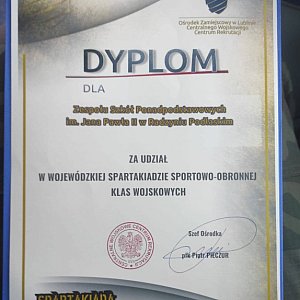 Ośrodek Zamiejscowy w Lublinie
Centralnego Wojskowego
Centrum Rekrutacji
DYPLOM
DLA
Zespołu Szkół Ponadpodstawowych
im. Jana Pawła II w Radzyniu Podlaskim
ZA UDZIAŁ
W WOJEWÓDZKIEJ SPARTAKIADZIE SPORTOWO-OBRONNEJ
KLAS WOJSKOWYCH
Szef Ośrodka
ppłk Piotr PIECZUR
SPARTAKIADA